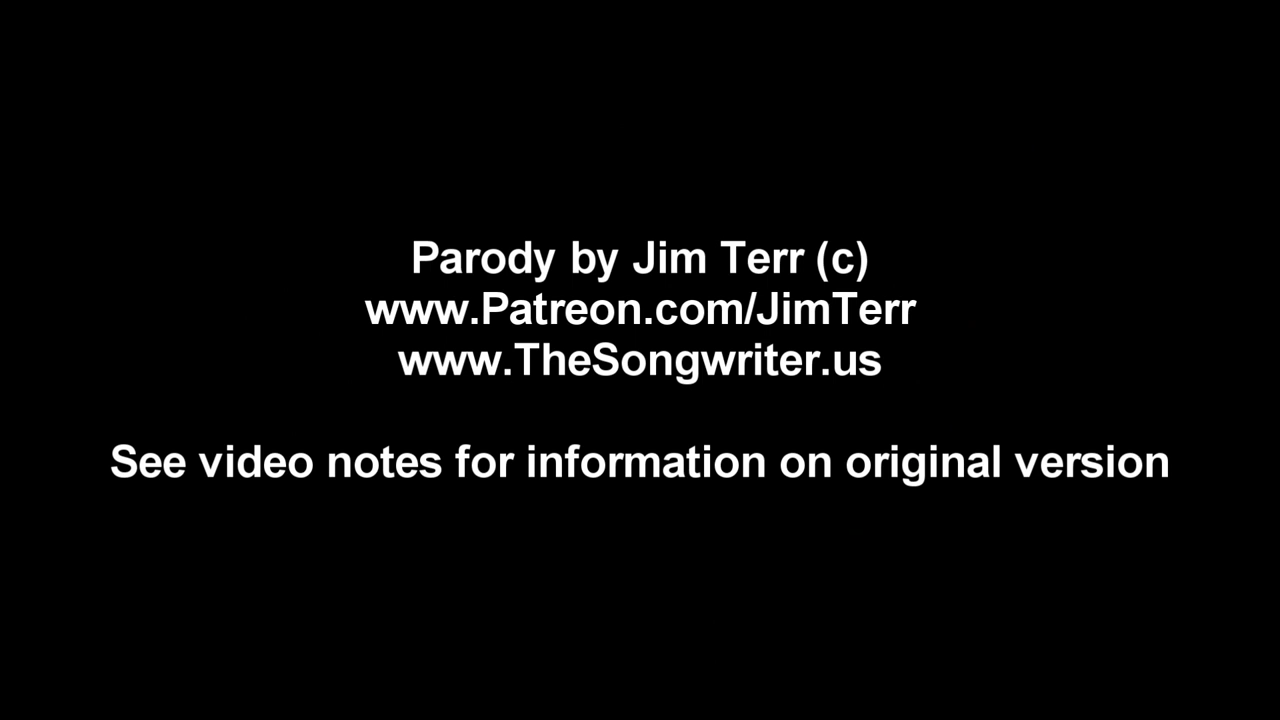 Parody by Jim Terr (c)
www.Patreon.com/JimTerr
www.TheSongwriter.us
See video notes for information on original version